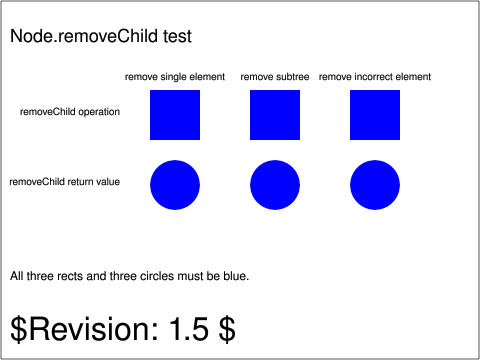 Node.removeChild test
remove single element remove subtree remove incorrect element
removeChild operation
removeChild return value
All three rects and three circles must be blue.
$Revision: 1.5 $